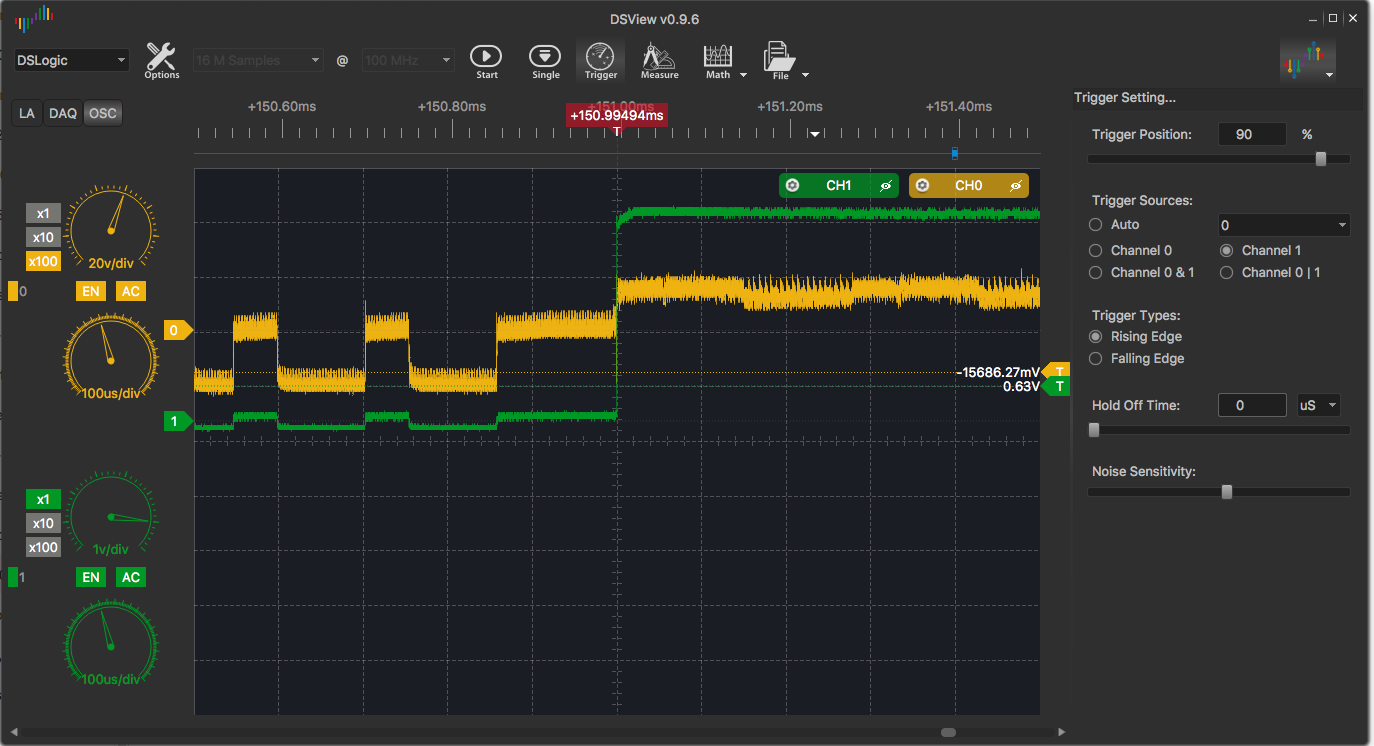 DSView v0.9.6
DSLogic
Options
16 M Samples
@
100 MHz
Start
Single
Trigger
Measure
Math
File
LA
DAQ
OSC
+150.60ms
+150.80ms
+151.00ms
+151.20ms
+151.40ms
+150.99494ms
T
CH1
CH0
x1
x10
x100
20v/div
0
EN
AC
100us/div
0
1
-15686.27mV
T
0.63V
T
x1
x10
x100
1v/div
1
EN
AC
100us/div
Trigger Setting...
Trigger Position:
90
%
Trigger Sources:
Auto
0
Channel 0
Channel 1
Channel 0 & 1
Channel 0 | 1
Trigger Types:
Rising Edge
Falling Edge
Hold Off Time:
0
uS
Noise Sensitivity: